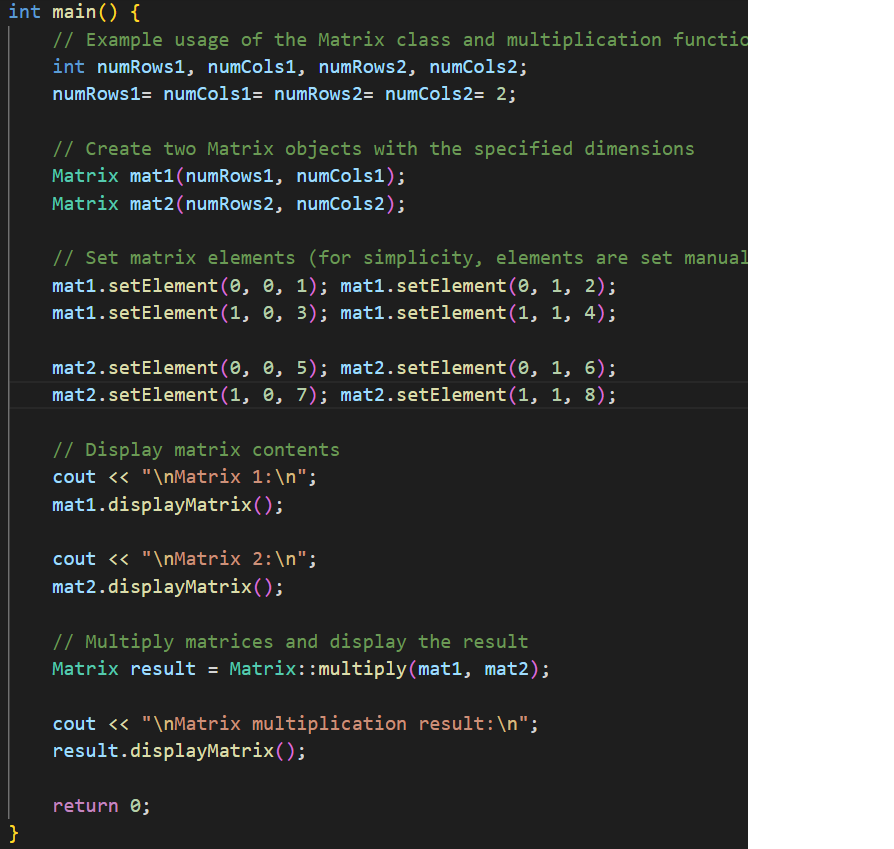 int main() {
// Example usage of the Matrix class and multiplication
int numRows1, numCols1, numRows2, numCols2;
numRows1= numCols1= numRows2= numCols2= 2;
// Create two Matrix objects with the specified dimensions
Matrix mat1(numRows1, numCols1);
Matrix mat2(numRows2, numCols2);
// Set matrix elements (for simplicity, elements are set
mat1.setElement(0, 0, 1); mat1.setElement(0, 1, 2);
mat1.setElement(1, 0, 3); mat1.setElement(1, 1, 4);
mat2.setElement(0, 0, 5); mat2.setElement(0, 1, 6);
mat2.setElement(1, 0, 7); mat2.setElement(1, 1, 8);
// Display matrix contents
cout << "\nMatrix 1:\n";
mat1.displayMatrix();
cout << "\nMatrix 2:\n";
mat2.displayMatrix();
// Multiply matrices and display the result
Matrix result = Matrix::multiply(mat1, mat2);
cout << "\nMatrix multiplication result:\n";
result.displayMatrix();
return 0;
}